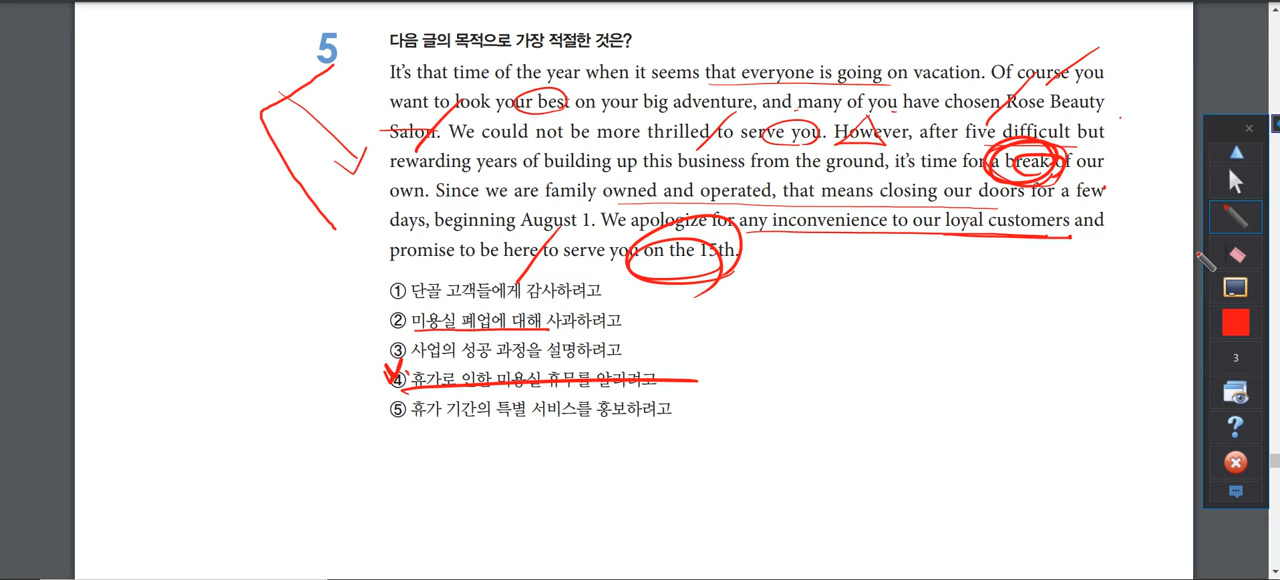 5
다음 글의 목적으로 가장 적절한 것은?
It's that time of the year when it seems that everyone is going on vacation. Of course you
want to look your best on your big adventure, and many of you have chosen Rose Beauty
Salon. We could not be more thrilled to serve you. However, after five difficult but
rewarding years of building up this business from the ground, it's time for a break of our
own. Since we are family owned and operated, that means closing our doors for a few
days, beginning August 1. We apologize for any inconvenience to our loyal customers and
promise to be here to serve you on the 15th.
① 단골 고객들에게 감사하려고
② 미용실 폐업에 대해 사과하려고
③ 사업의 성공 과정을 설명하려고
④ 휴가로 인한 미용실 휴무를 알리려고
⑤ 휴가 기간의 특별 서비스를 홍보하려고
3